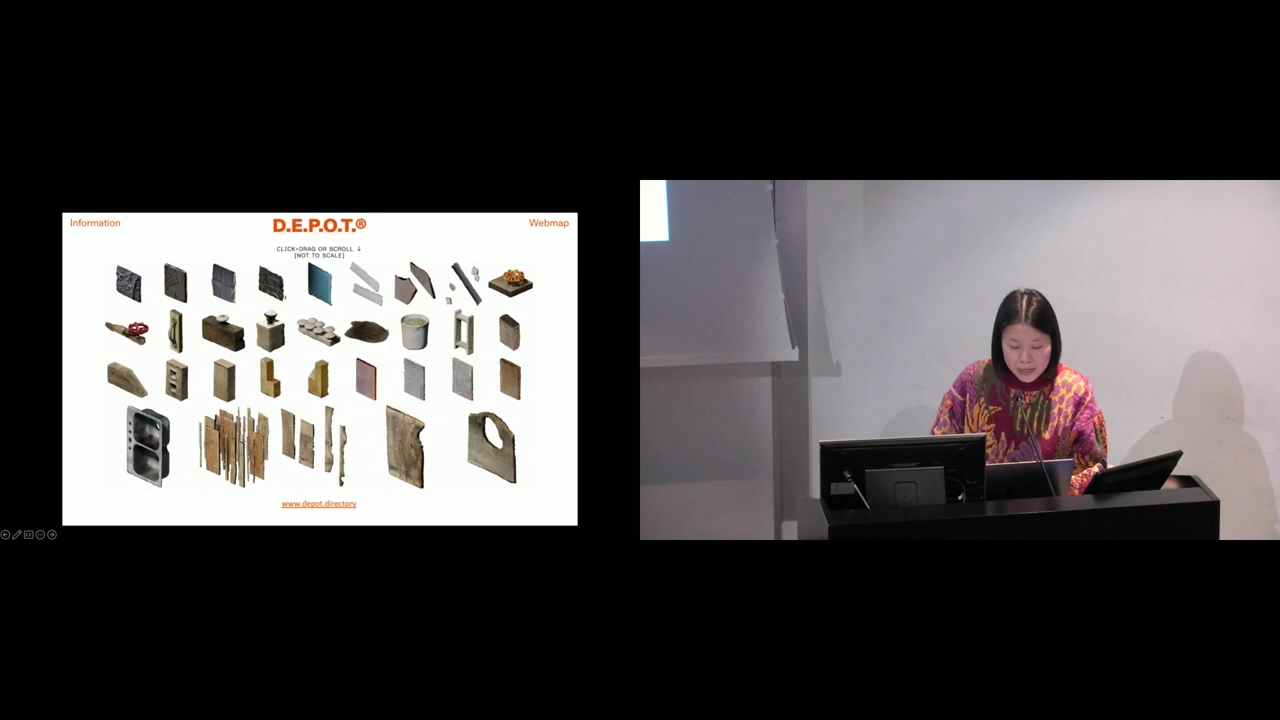 Information
D.E.P.O.T.®
Webmap
CLICK+DRAG OR SCROLL ↓
[NOT TO SCALE]
www.depot.directory